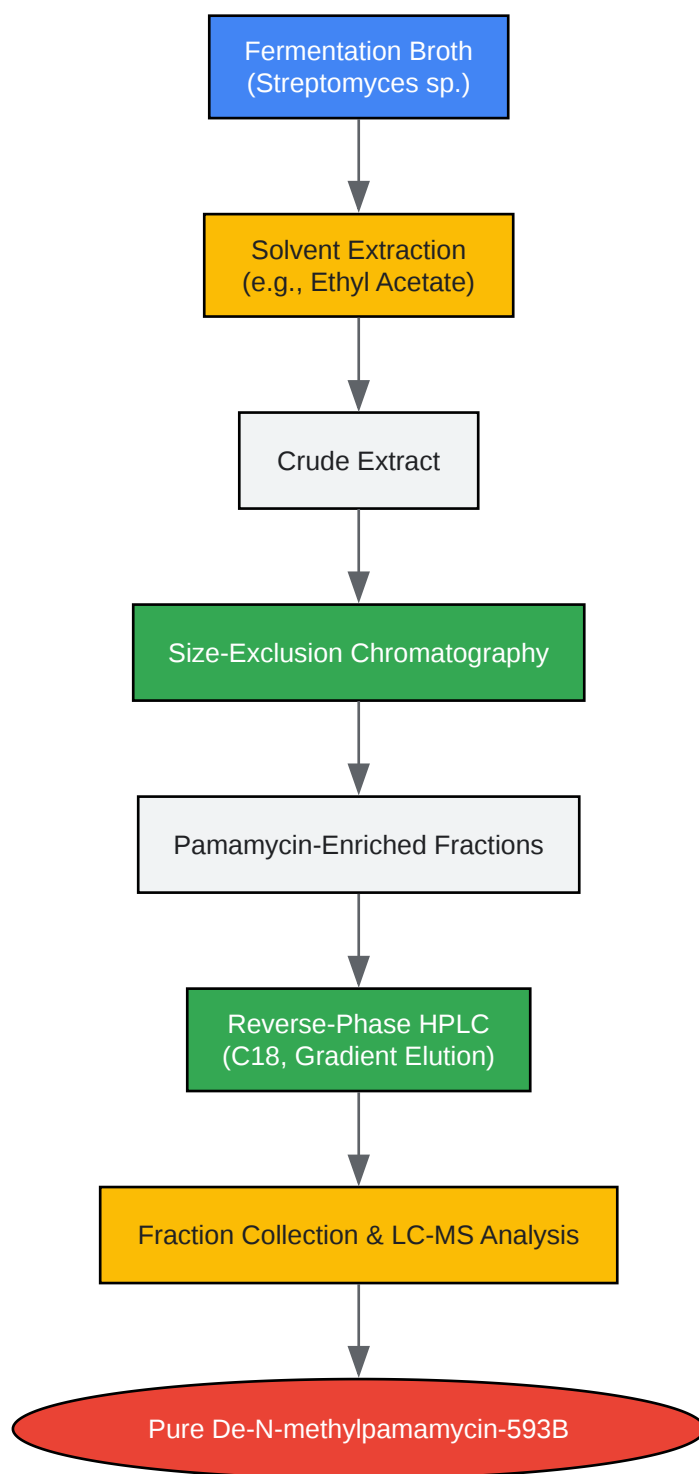 Fermentation Broth
(Streptomyces sp.)
Solvent Extraction
(e.g., Ethyl Acetate)
Crude Extract
Size-Exclusion Chromatography
Pamamycin-Enriched Fractions
Reverse-Phase HPLC
(C18, Gradient Elution)
Fraction Collection & LC-MS Analysis
Pure De-N-methylpamamycin-593B